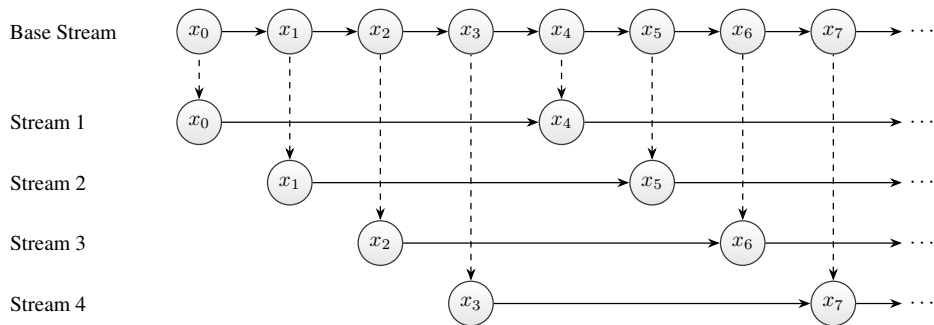 Base Stream x₀ x₁ x₂ x₃ x₄ x₅ x₆ x₇ ⋯
Stream 1 x₀ x₄ ⋯
Stream 2 x₁ x₅ ⋯
Stream 3 x₂ x₆ ⋯
Stream 4 x₃ x₇ ⋯